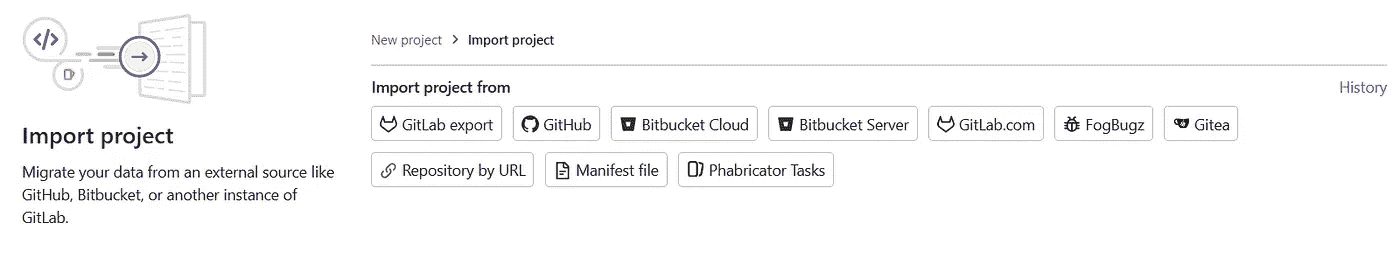 New project > Import project
Import project from
History
GitLab export
GitHub
Bitbucket Cloud
Bitbucket Server
GitLab.com
FogBugz
Gitea
Repository by URL
Manifest file
Phabricator Tasks
Import project
Migrate your data from an external source like
GitHub, Bitbucket, or another instance of
GitLab.